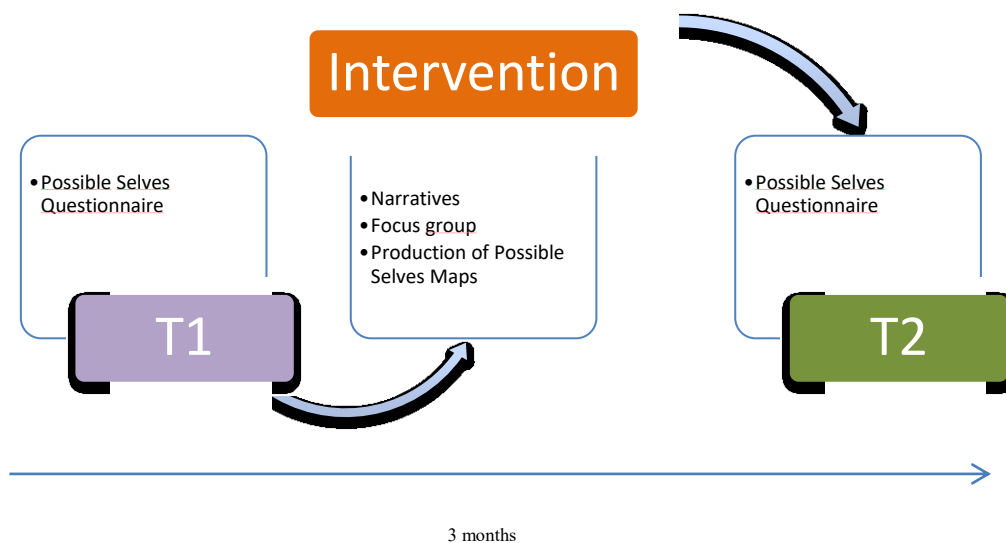 Intervention
•Possible Selves
Questionnaire
T1
•Narratives
•Focus group
•Production of Possible
Selves Maps
•Possible Selves
Questionnaire
T2
3 months